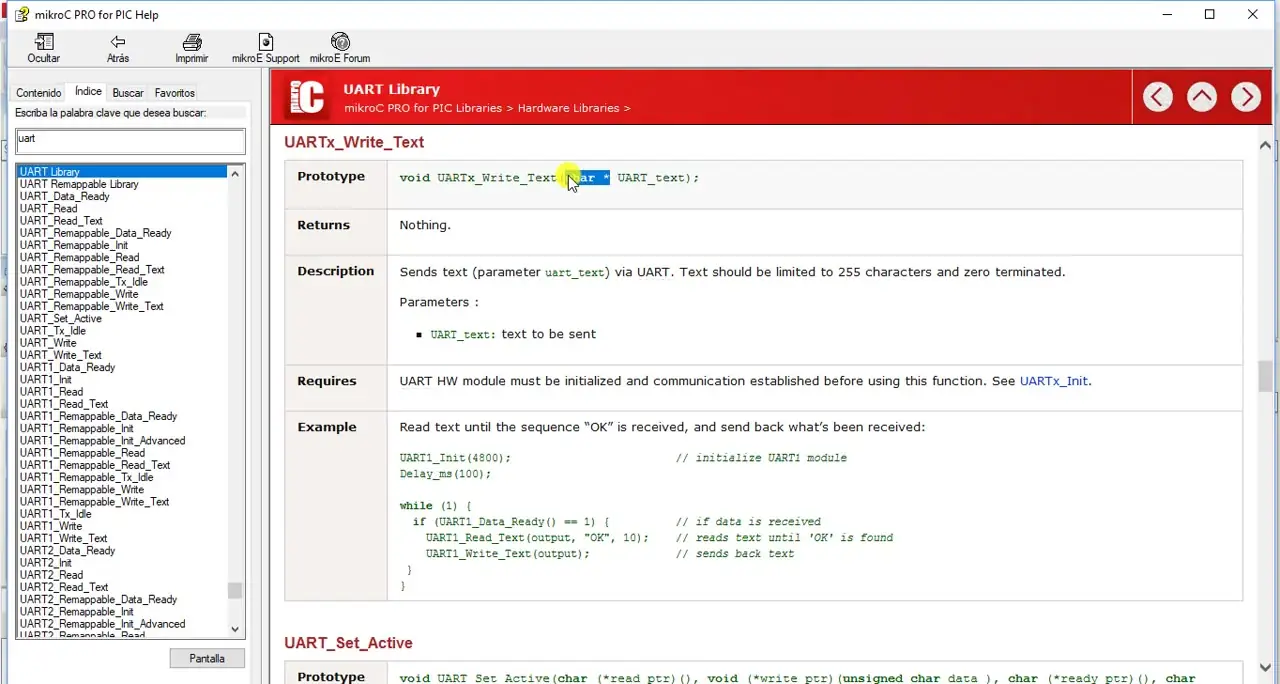 mikroC PRO for PIC Help
Ocultar Atrás Imprimir mikroE Support mikroE Forum
Contenido Índice Buscar Favoritos
Escriba la palabra clave que desea buscar:
uart
UART Library
UART Remappable Library
UART_Data_Ready
UART_Read
UART_Read_Text
UART_Remappable_Data_Ready
UART_Remappable_Init
UART_Remappable_Read
UART_Remappable_Read_Text
UART_Remappable_Tx_Idle
UART_Remappable_Write
UART_Remappable_Write_Text
UART_Set_Active
UART_Tx_Idle
UART_Write
UART_Write_Text
UART1_Data_Ready
UART1_Init
UART1_Read
UART1_Read_Text
UART1_Remappable_Data_Ready
UART1_Remappable_Init
UART1_Remappable_Init_Advanced
UART1_Remappable_Read
UART1_Remappable_Read_Text
UART1_Remappable_Tx_Idle
UART1_Remappable_Write
UART1_Remappable_Write_Text
UART1_Tx_Idle
UART1_Write
UART1_Write_Text
UART2_Data_Ready
UART2_Init
UART2_Read
UART2_Read_Text
UART2_Remappable_Data_Ready
UART2_Remappable_Init
UART2_Remappable_Init_Advanced
UART2_Remappable_Read
Pantalla
mikro C
UART Library
mikroC PRO for PIC Libraries > Hardware Libraries >
UARTx_Write_Text
Prototype void UARTx_Write_Text(char * UART_text);
Returns Nothing.
Description Sends text (parameter uart_text) via UART. Text should be limited to 255 characters and zero terminated.
Parameters :
▪ UART_text: text to be sent
Requires UART HW module must be initialized and communication established before using this function. See UARTx_Init.
Example Read text until the sequence “OK” is received, and send back what’s been received:
UART1_Init(4800); // initialize UART1 module
Delay_ms(100);
while (1) {
if (UART1_Data_Ready() == 1) { // if data is received
UART1_Read_Text(output, "OK", 10); // reads text until 'OK' is found
UART1_Write_Text(output); // sends back text
}
}
UART_Set_Active
Prototype void UART_Set_Active(char (*read_ptr)(), void (*write_ptr)(unsigned char data_), char (*ready_ptr)(), char